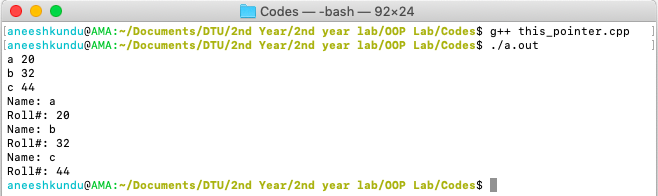 Codes — -bash — 92×24
[aneeshkundu@AMA:~/Documents/DTU/2nd Year/2nd year lab/OOP Lab/Codes$ g++ this_pointer.cpp ]
[aneeshkundu@AMA:~/Documents/DTU/2nd Year/2nd year lab/OOP Lab/Codes$ ./a.out ]
a 20
b 32
c 44
Name: a
Roll#: 20
Name: b
Roll#: 32
Name: c
Roll#: 44
aneeshkundu@AMA:~/Documents/DTU/2nd Year/2nd year lab/OOP Lab/Codes$